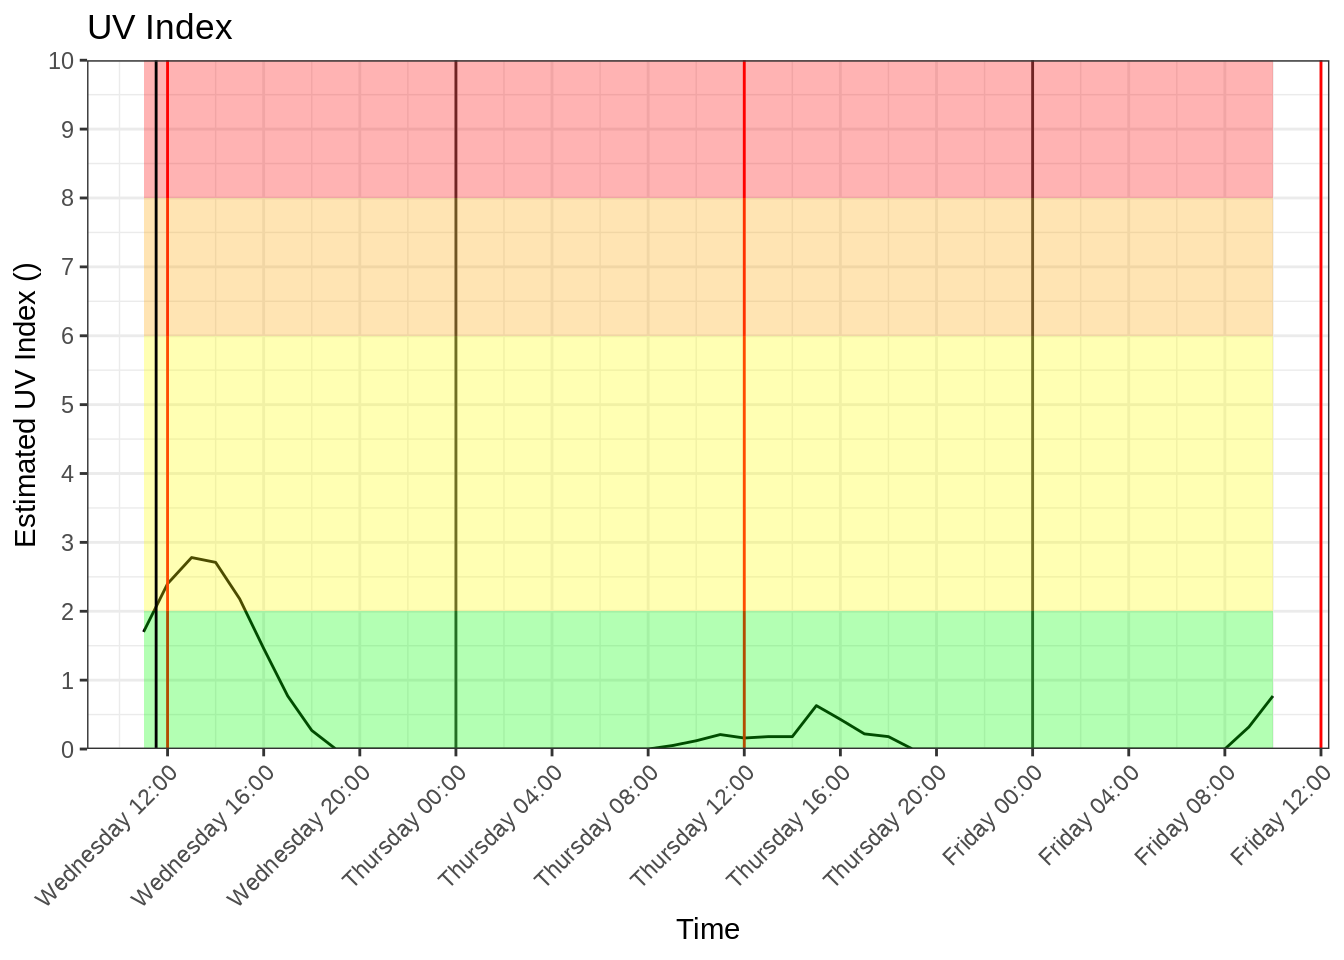 UV Index
Estimated UV Index ()
10
9
8
7
6
5
4
3
2
1
0
Wednesday 12:00
Wednesday 16:00
Wednesday 20:00
Thursday 00:00
Thursday 04:00
Thursday 08:00
Thursday 12:00
Thursday 16:00
Thursday 20:00
Friday 00:00
Friday 04:00
Friday 08:00
Friday 12:00
Time